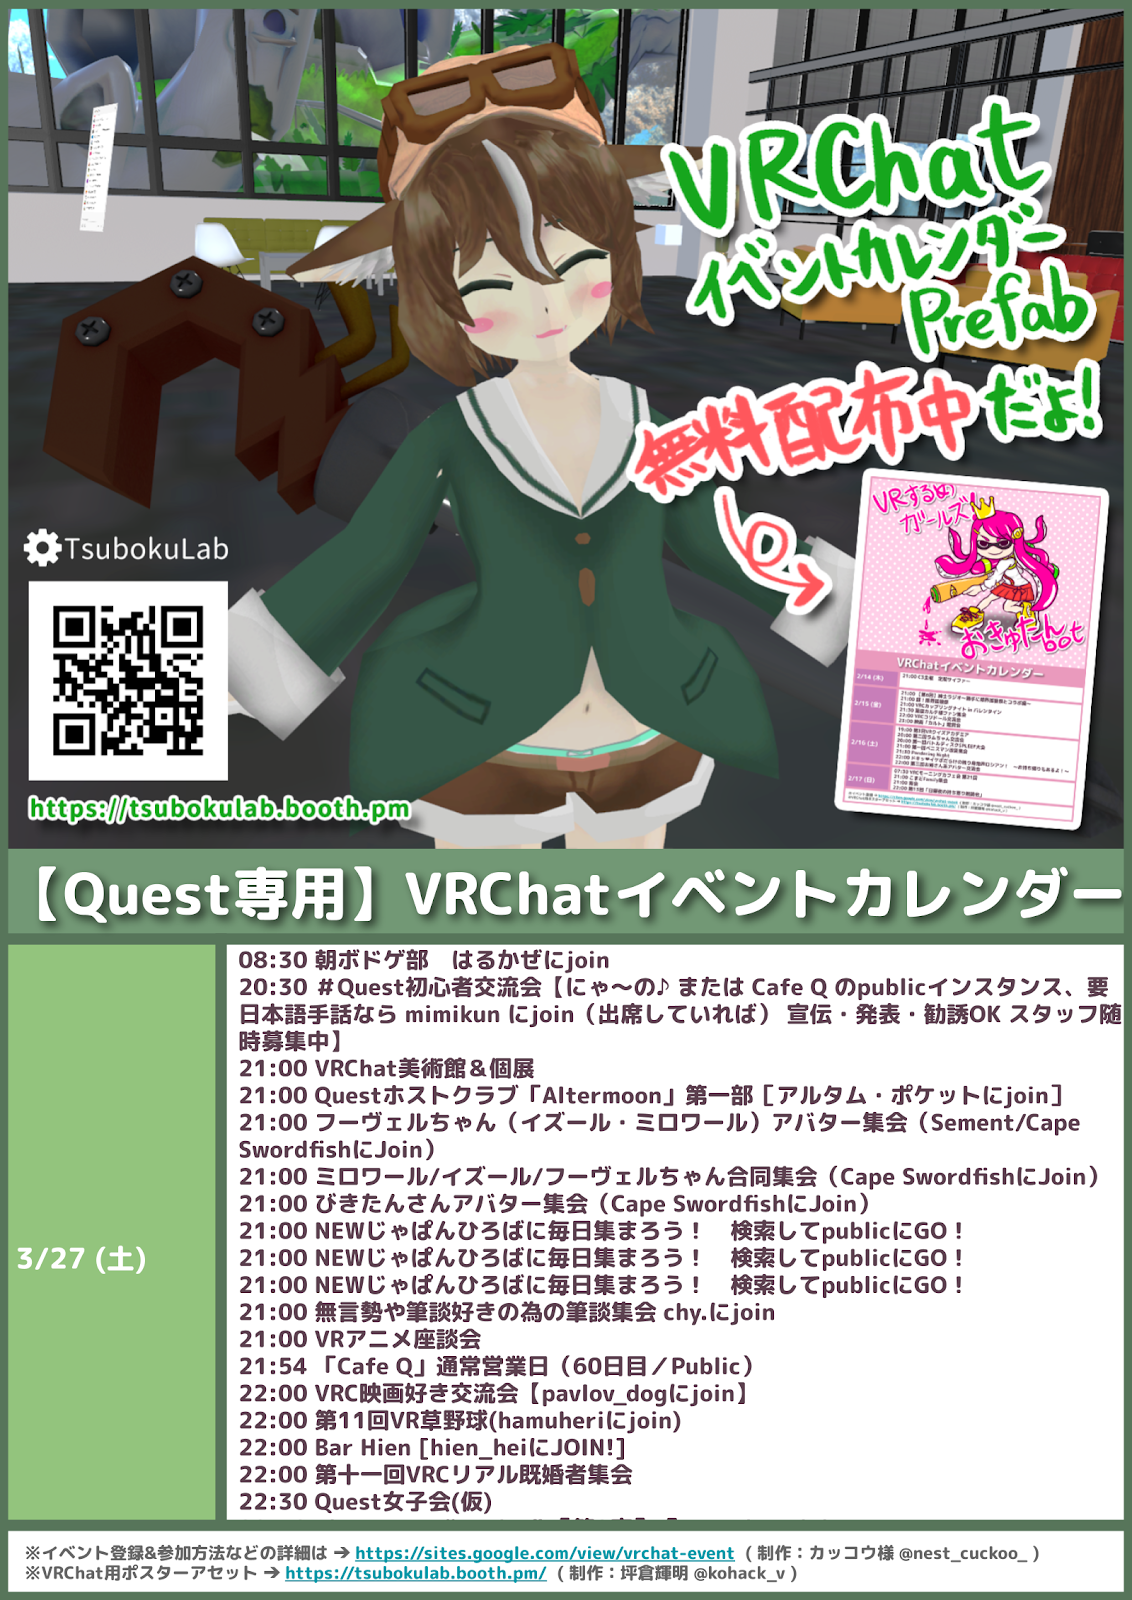 VRChat
イベントカレンダー
Prefab
無料配布中だよ!
VRするめ
ガールズ
おきゅたん
bot
VRChatイベントカレンダー
2/14 (木)
2/15 (金)
2/16 (土)
2/17 (日)
TsubokuLab
https://tsubokulab.booth.pm
【Quest専用】VRChatイベントカレンダー
3/27 (土)
08:30 朝ボドゲ部　はるかぜにjoin
20:30 #Quest初心者交流会【にゃ～の♪ または Cafe Q のpublicインスタンス、要
日本語手話なら mimikun にjoin（出席していれば） 宣伝・発表・勧誘OK スタッフ随
時募集中】
21:00 VRChat美術館＆個展
21:00 Questホストクラブ「AItermoon」第一部［アルタム・ポケットにjoin］
21:00 フーヴェルちゃん（イズール・ミロワール）アバター集会（Sement/Cape
SwordfishにJoin）
21:00 ミロワール/イズール/フーヴェルちゃん合同集会（Cape SwordfishにJoin）
21:00 びきたんさんアバター集会（Cape SwordfishにJoin）
21:00 NEWじゃぱんひろばに毎日集まろう！　検索してpublicにGO！
21:00 NEWじゃぱんひろばに毎日集まろう！　検索してpublicにGO！
21:00 NEWじゃぱんひろばに毎日集まろう！　検索してpublicにGO！
21:00 無言勢や筆談好きの為の筆談集会 chy.にjoin
21:00 VRアニメ座談会
21:54 「Cafe Q」通常営業日（60日目／Public）
22:00 VRC映画好き交流会【pavlov_dogにjoin】
22:00 第11回VR草野球(hamuheriにjoin)
22:00 Bar Hien [hien_heiにJOIN!]
22:00 第十一回VRCリアル既婚者集会
22:30 Quest女子会(仮)
※イベント登録&参加方法などの詳細は ➔ https://sites.google.com/view/vrchat-event ( 制作：カッコウ様 @nest_cuckoo_ )
※VRChat用ポスターアセット ➔ https://tsubokulab.booth.pm/ ( 制作：坪倉輝明 @kohack_v )